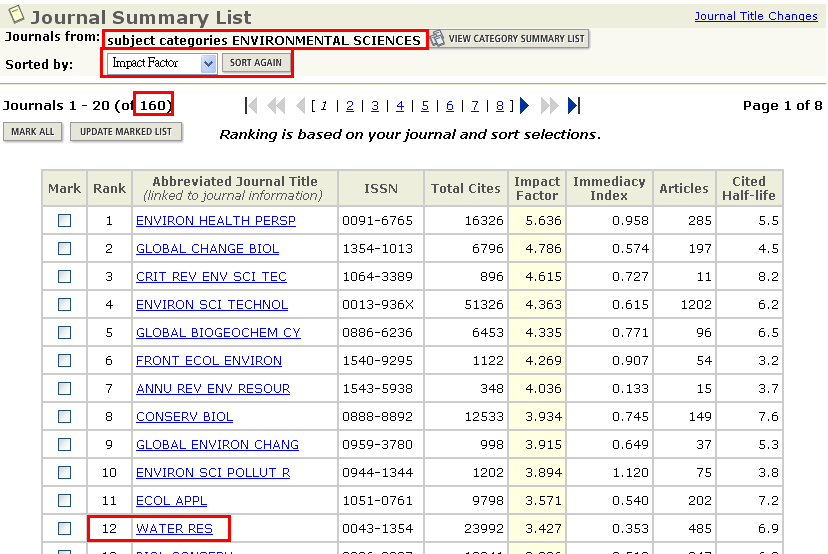 Journal Summary List
Journal Title Changes
Journals from: subject categories ENVIRONMENTAL SCIENCES VIEW CATEGORY SUMMARY LIST
Sorted by: Impact Factor SORT AGAIN
Journals 1 - 20 (of 160) [ 1 | 2 | 3 | 4 | 5 | 6 | 7 | 8 ] Page 1 of 8
MARK ALL UPDATE MARKED LIST Ranking is based on your journal and sort selections.
Mark Rank Abbreviated Journal Title (linked to journal information) ISSN Total Cites Impact Factor Immediacy Index Articles Cited Half-life
1 ENVIRON HEALTH PERSP 0091-6765 16326 5.636 0.958 285 5.5
2 GLOBAL CHANGE BIOL 1354-1013 6796 4.786 0.574 197 4.5
3 CRIT REV ENV SCI TEC 1064-3389 896 4.615 0.727 11 8.2
4 ENVIRON SCI TECHNOL 0013-936X 51326 4.363 0.615 1202 6.2
5 GLOBAL BIOGEOCHEM CY 0886-6236 6453 4.335 0.771 96 6.5
6 FRONT ECOL ENVIRON 1540-9295 1122 4.269 0.907 54 3.2
7 ANNU REV ENV RESOUR 1543-5938 348 4.036 0.133 15 3.7
8 CONSERV BIOL 0888-8892 12533 3.934 0.745 149 7.6
9 GLOBAL ENVIRON CHANG 0959-3780 998 3.915 0.649 37 5.3
10 ENVIRON SCI POLLUT R 0944-1344 1202 3.894 1.120 75 3.8
11 ECOL APPL 1051-0761 9798 3.571 0.540 202 7.2
12 WATER RES 0043-1354 23992 3.427 0.353 485 6.9